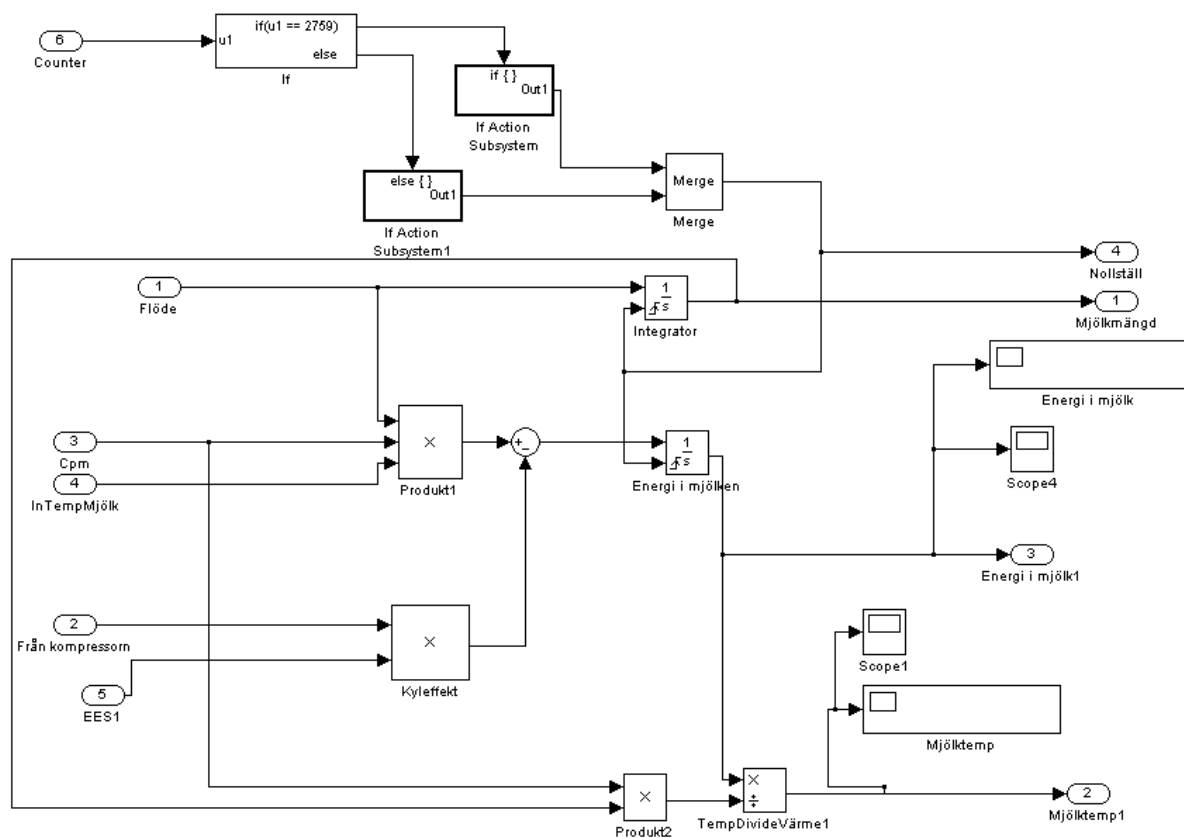 6
Counter
u1
if(u1 == 2759)
else
If
if { }
Out1
If Action
Subsystem
else { }
Out1
If Action
Subsystem1
Merge
Merge
4
Nollställ
1
Flöde
1
s
Integrator
1
Mjölkmängd
Energi i mjölk
3
Cpm
4
InTempMjölk
×
Produkt1
+
-
1
s
Energi i mjölken
Scope4
3
Energi i mjölk1
2
Från kompressorn
5
EES1
×
Kyleffekt
Scope1
Mjölktemp
×
Produkt2
×
÷
TempDivideVärme1
2
Mjölktemp1